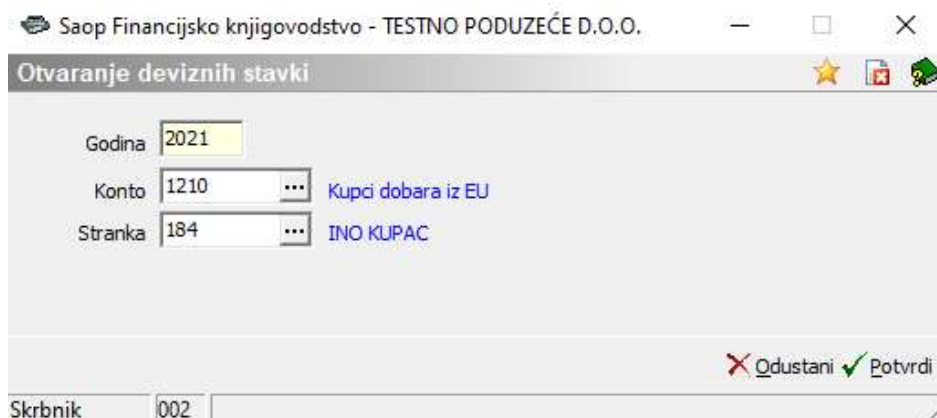 Saop Financijsko knjigovodstvo - TESTNO PODUZEĆE D.O.O.
Otvaranje deviznih stavki
Godina 2021
Konto 1210 ... Kupci dobara iz EU
Stranka 184 ... INO KUPAC
Odustani Potvrdi
Skrbnik 002